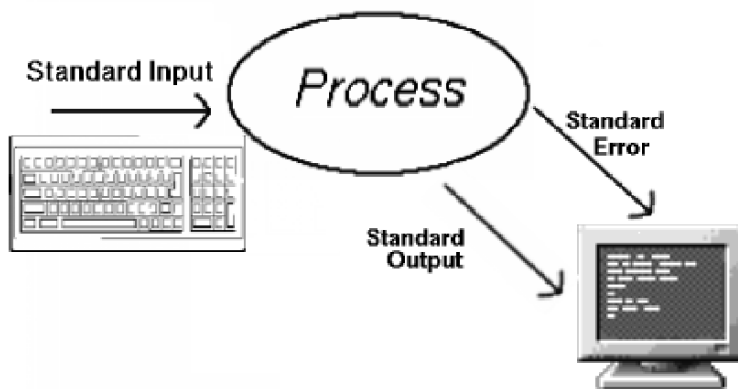 Standard Input
Process
Standard
Error
Standard
Output